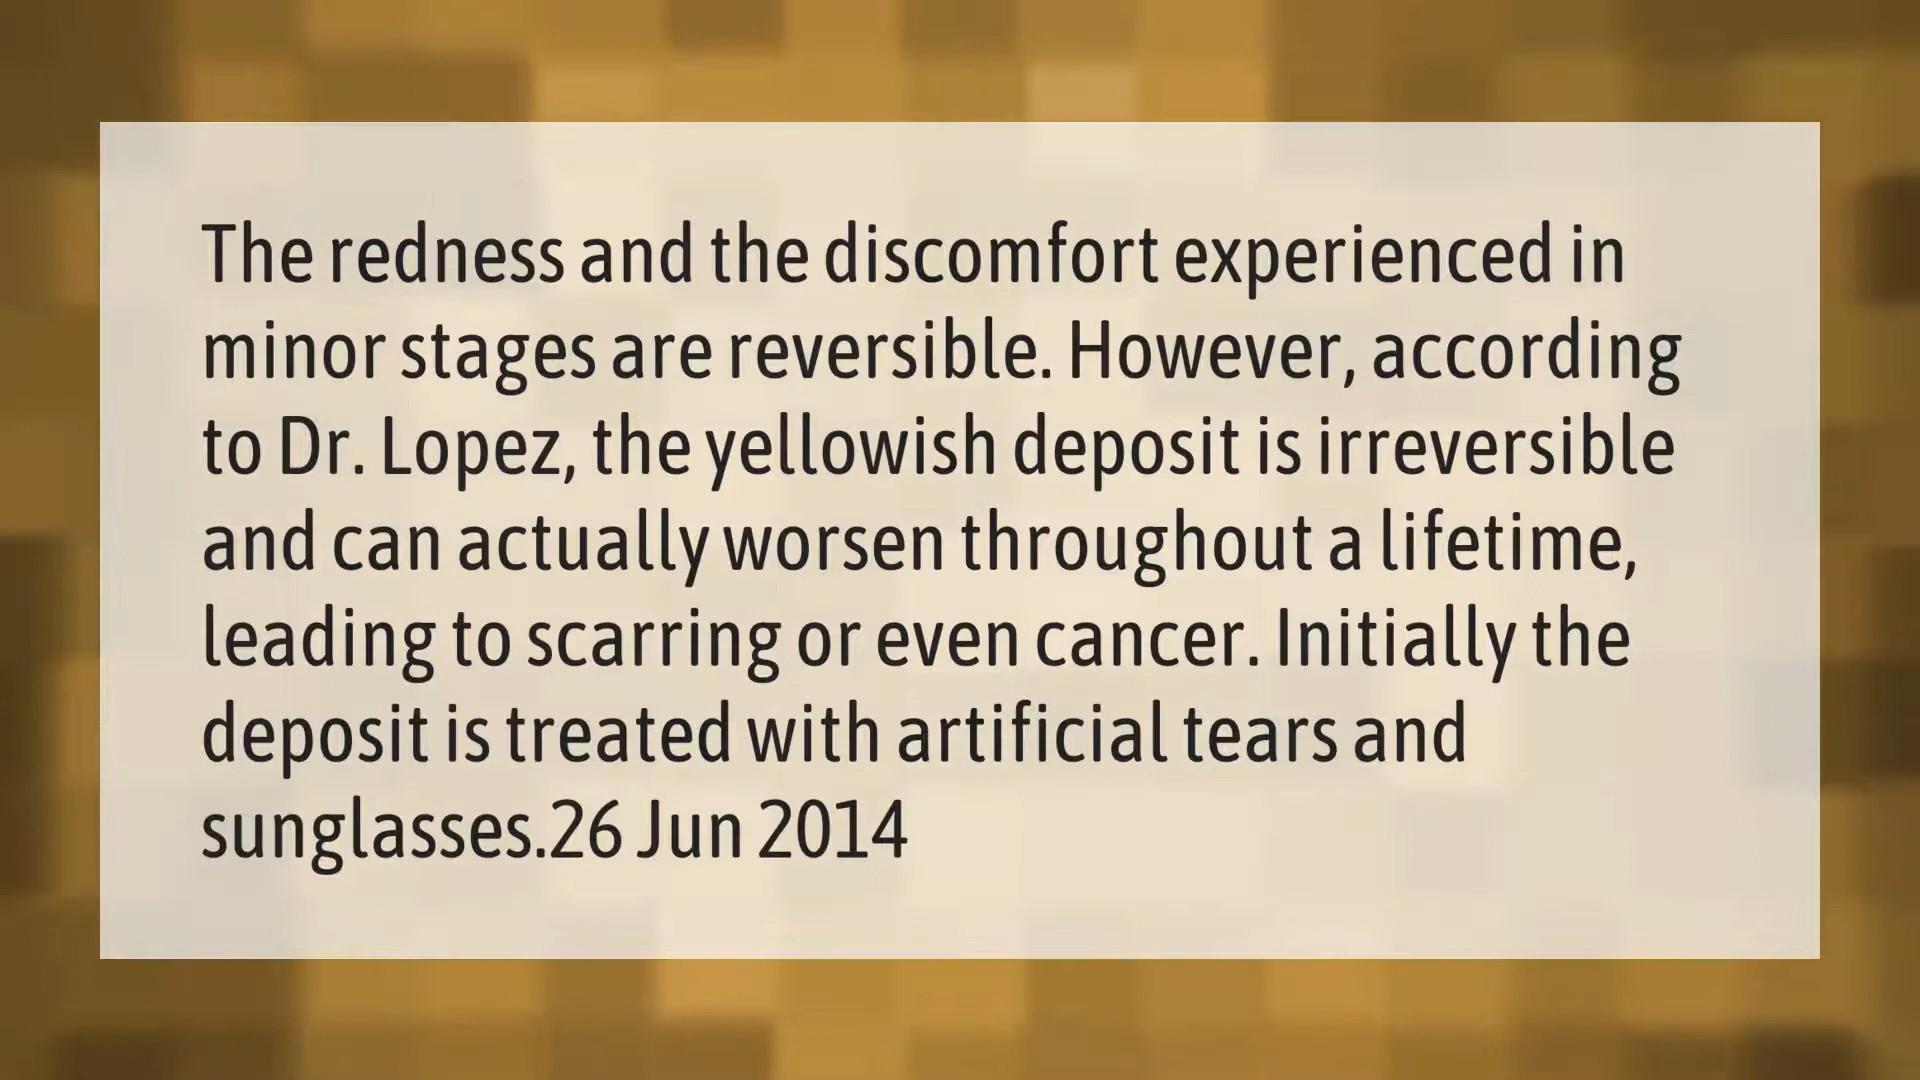 The redness and the discomfort experienced in
minor stages are reversible. However, according
to Dr. Lopez, the yellowish deposit is irreversible
and can actually worsen throughout a lifetime,
leading to scarring or even cancer. Initially the
deposit is treated with artificial tears and
sunglasses.26 Jun 2014